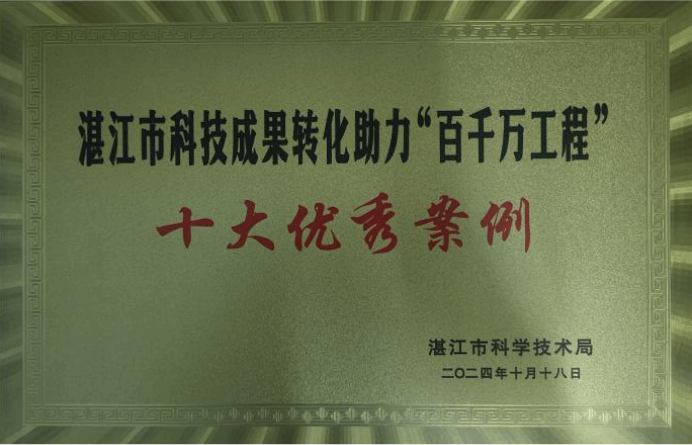 湛江市科技成果转化助力“百千万工程”
十大优秀案例
湛江市科学技术局
二〇二四年十月十八日